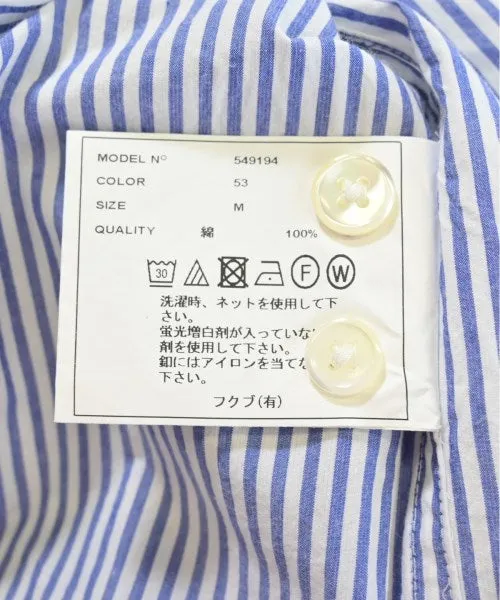 MODEL Nº 549194
COLOR 53
SIZE M
QUALITY 綿 100%
30 F W
洗濯時、ネットを使用して下
さい。
蛍光増白剤が入っていない
剤を使用して下さい。
釦にはアイロンを当てな
下さい。
フクブ(有)